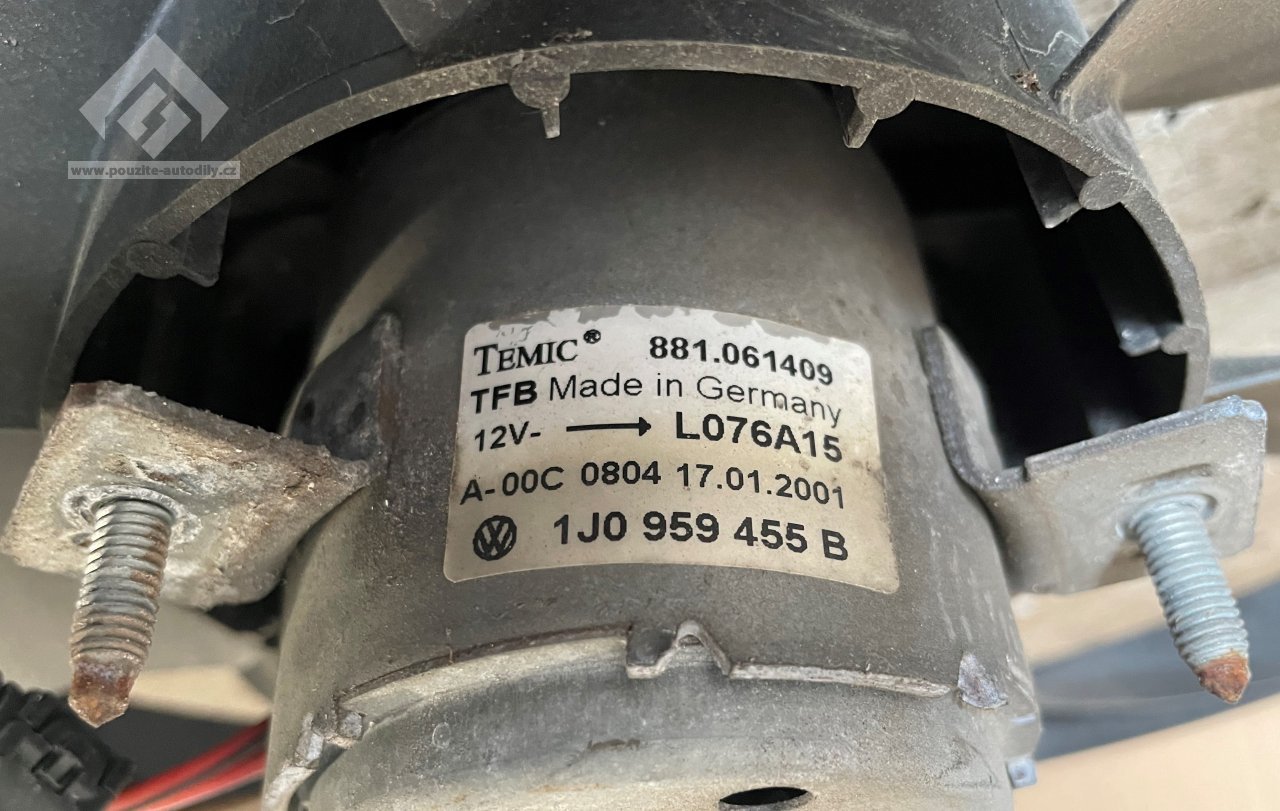 www.pouzite-autodily.cz
TEMIC® 881.061409
TFB Made in Germany
12V- → L076A15
A-00C 0804 17.01.2001
VW 1J0 959 455 B